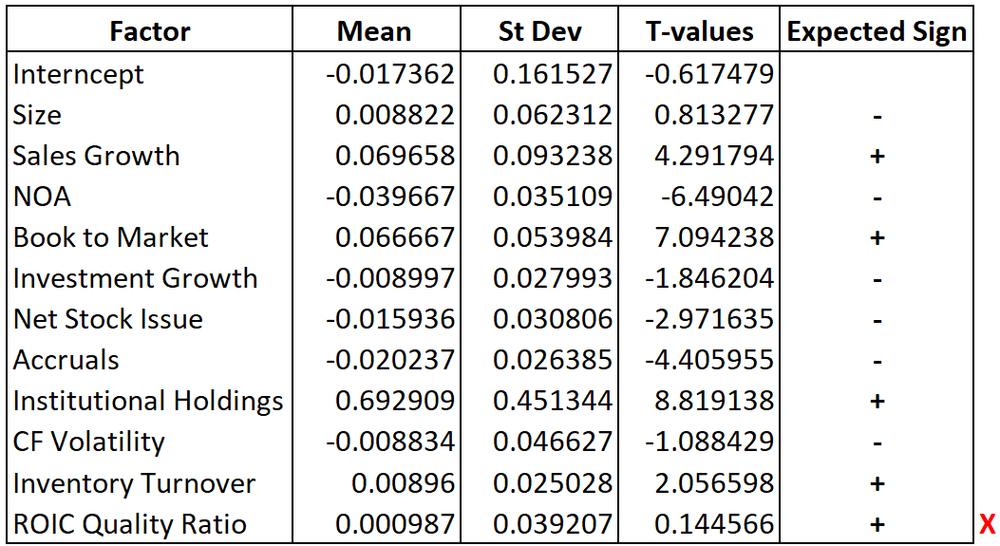 Factor Mean St Dev T-values Expected Sign
Interncept -0.017362 0.161527 -0.617479
Size 0.008822 0.062312 0.813277 -
Sales Growth 0.069658 0.093238 4.291794 +
NOA -0.039667 0.035109 -6.49042 -
Book to Market 0.066667 0.053984 7.094238 +
Investment Growth -0.008997 0.027993 -1.846204 -
Net Stock Issue -0.015936 0.030806 -2.971635 -
Accruals -0.020237 0.026385 -4.405955 -
Institutional Holdings 0.692909 0.451344 8.819138 +
CF Volatility -0.008834 0.046627 -1.088429 -
Inventory Turnover 0.00896 0.025028 2.056598 +
ROIC Quality Ratio 0.000987 0.039207 0.144566 + X